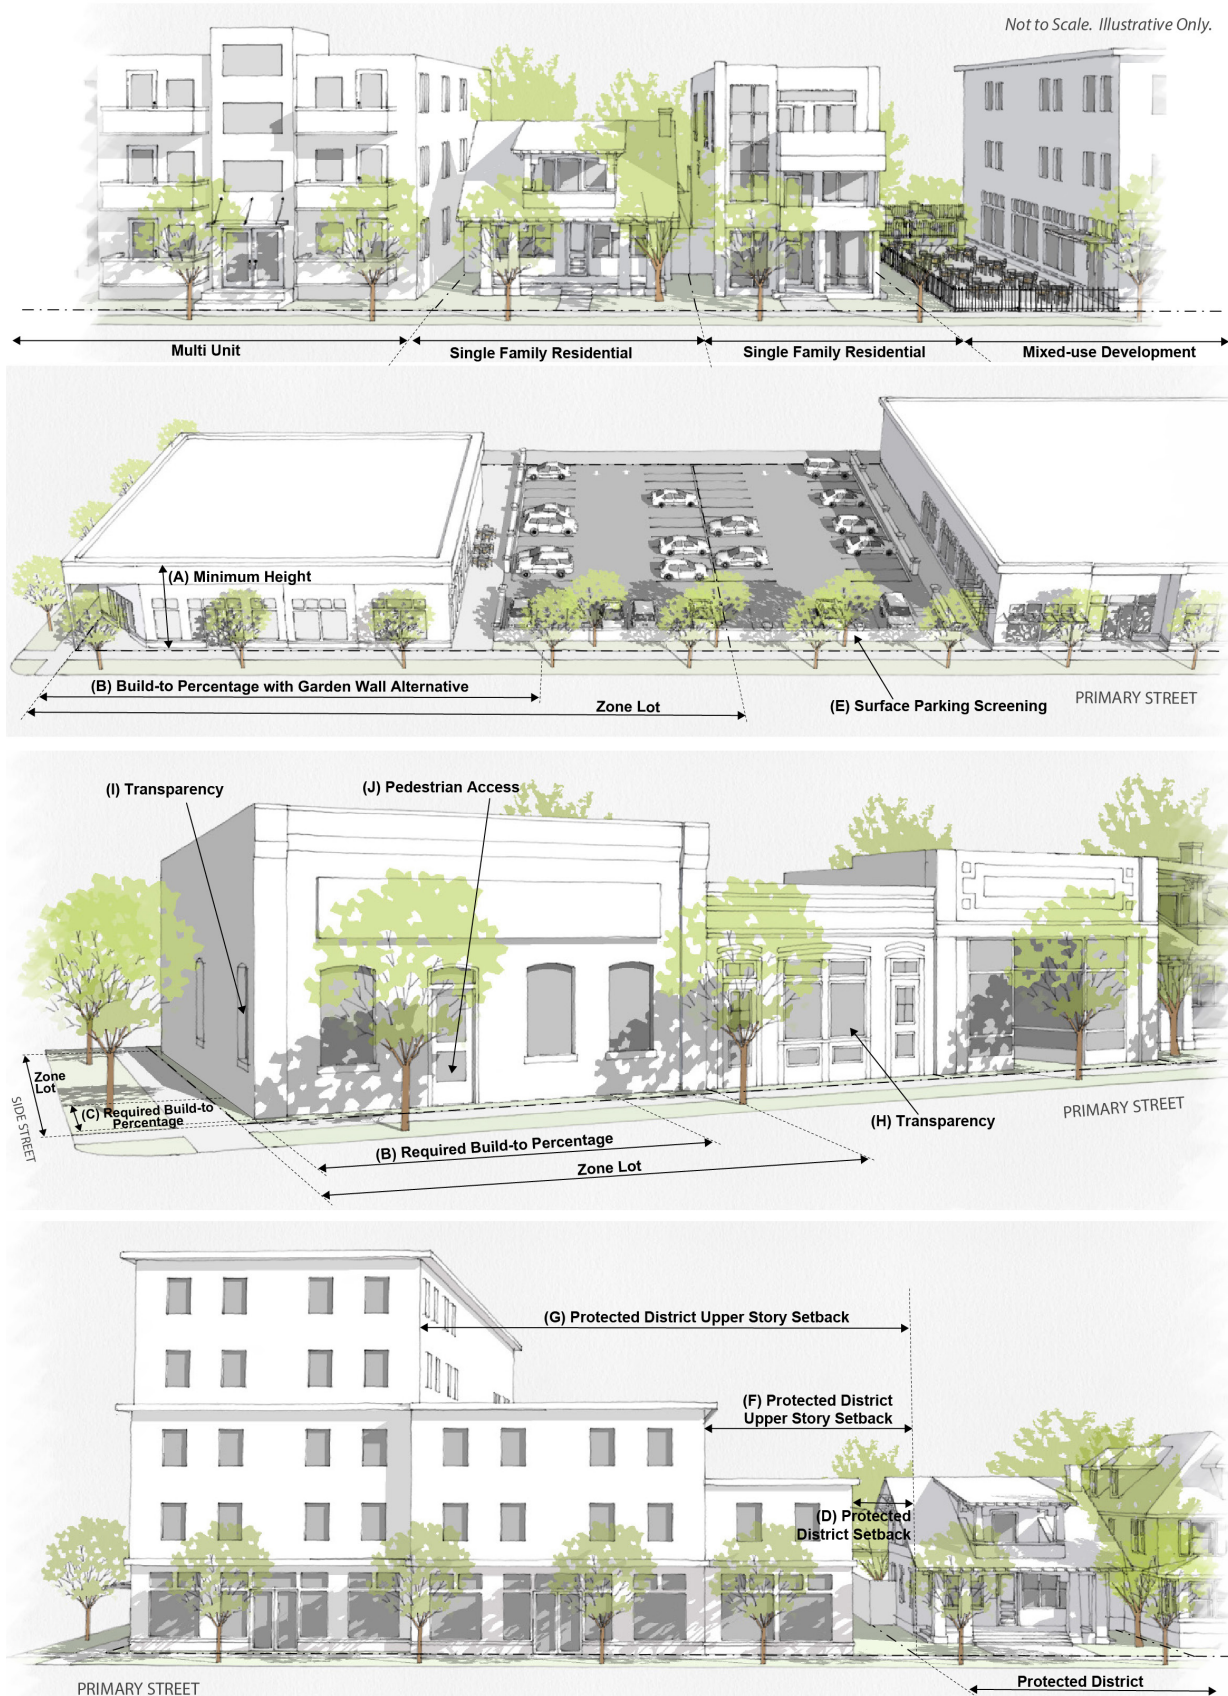 Not to Scale. Illustrative Only.
Multi Unit
Single Family Residential
Single Family Residential
Mixed-use Development
(A) Minimum Height
(B) Build-to Percentage with Garden Wall Alternative
Zone Lot
(E) Surface Parking Screening
PRIMARY STREET
(I) Transparency
(J) Pedestrian Access
Zone
Lot
SIDE STREET
(C) Required Build-to
Percentage
(B) Required Build-to Percentage
Zone Lot
(H) Transparency
PRIMARY STREET
(G) Protected District Upper Story Setback
(F) Protected District
Upper Story Setback
(D) Protected
District Setback
Protected District
PRIMARY STREET